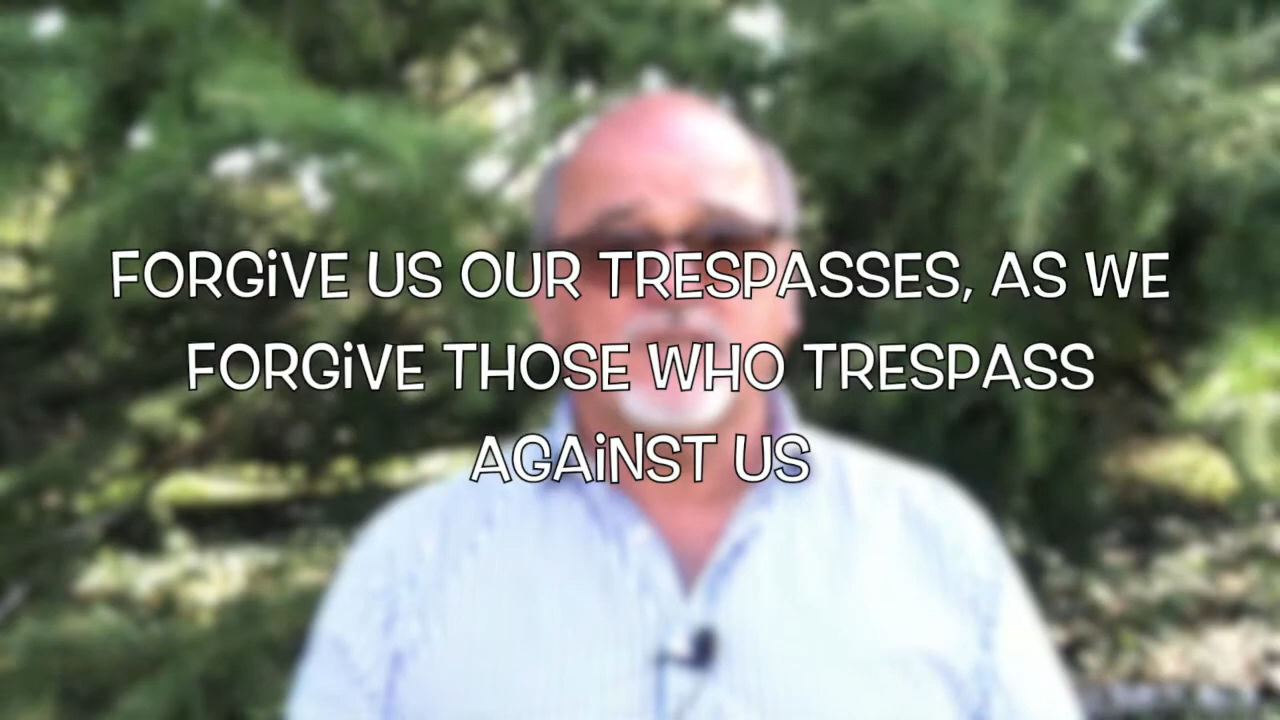 FORGiVE US OUR TRESPASSES, AS WE
FORGiVE THOSE WHO TRESPASS
AGAiNST US